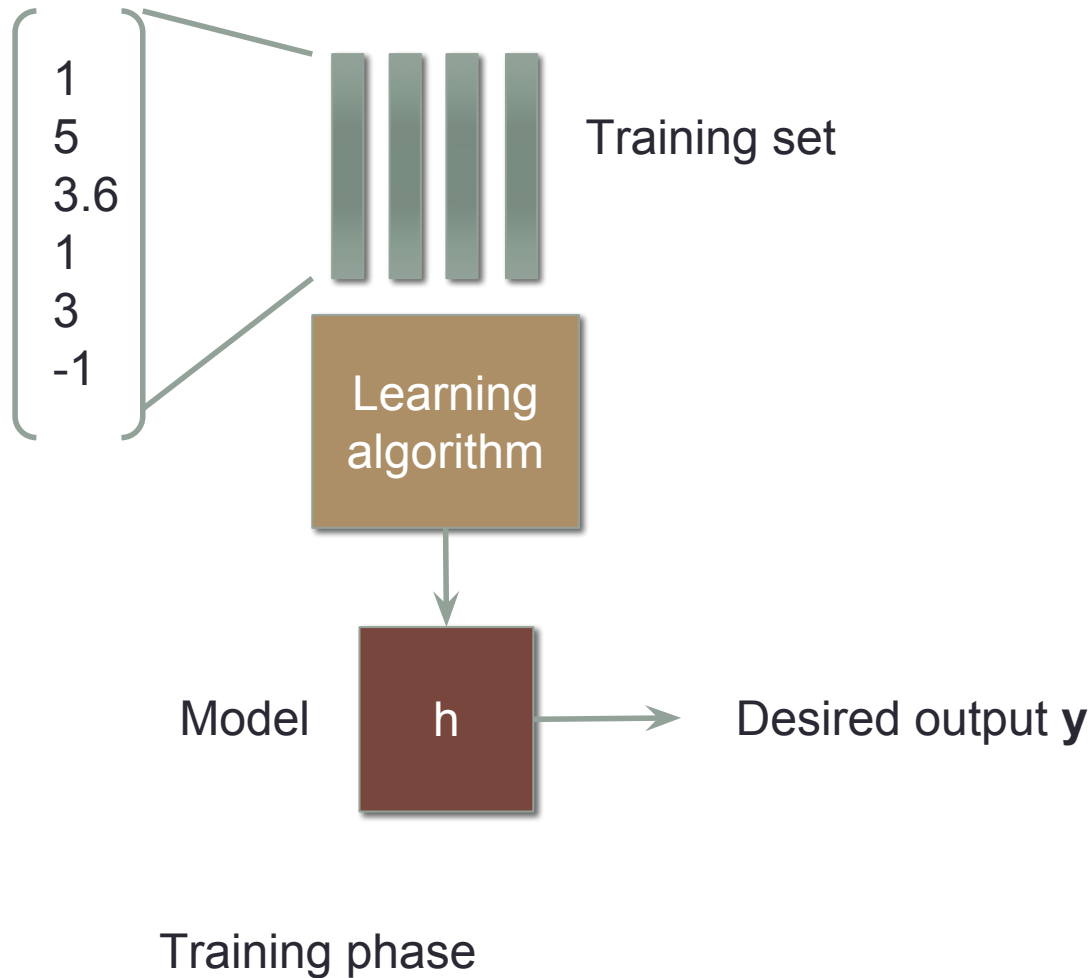 1
5
3.6
1
3
-1
Training set
Learning
algorithm
Model
h
Desired output y
Training phase